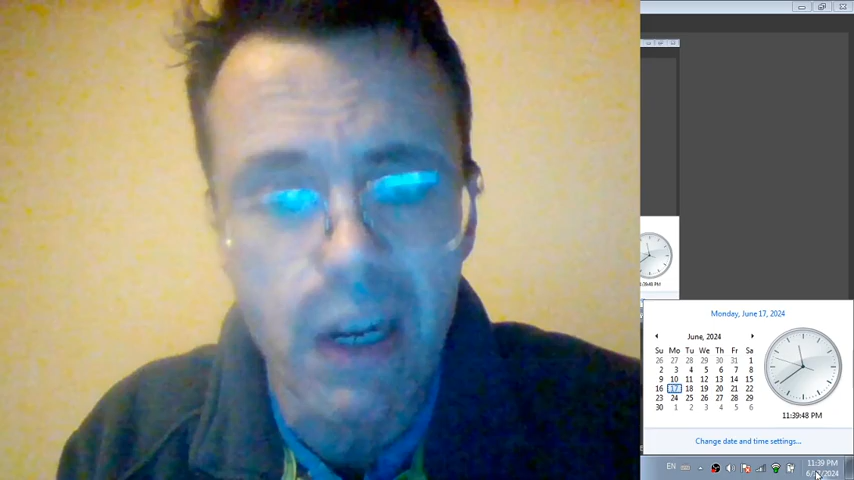 :39:48 PM
Monday, June 17, 2024
June, 2024
Su Mo Tu We Th Fr Sa
26 27 28 29 30 31 1
2 3 4 5 6 7 8
9 10 11 12 13 14 15
16 17 18 19 20 21 22
23 24 25 26 27 28 29
30 1 2 3 4 5 6
11:39:48 PM
Change date and time settings...
EN
11:39 PM